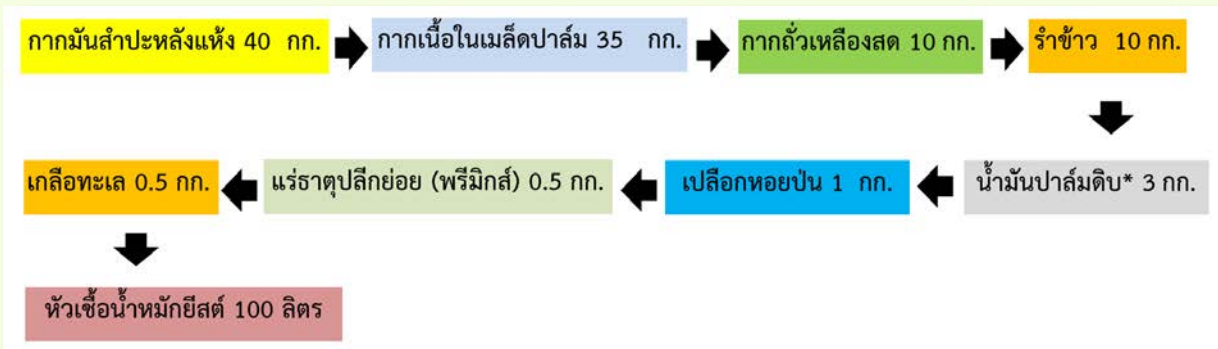 กากมันสำปะหลังแห้ง 40 กก.
กากเนื้อในเมล็ดปาล์ม 35 กก.
กากถั่วเหลืองสด 10 กก.
รำข้าว 10 กก.
น้ำมันปาล์มดิบ* 3 กก.
เปลือกหอยป่น 1 กก.
แร่ธาตุปลีกย่อย (พรีมิกส์) 0.5 กก.
เกลือทะเล 0.5 กก.
หัวเชื้อน้ำหมักยีสต์ 100 ลิตร